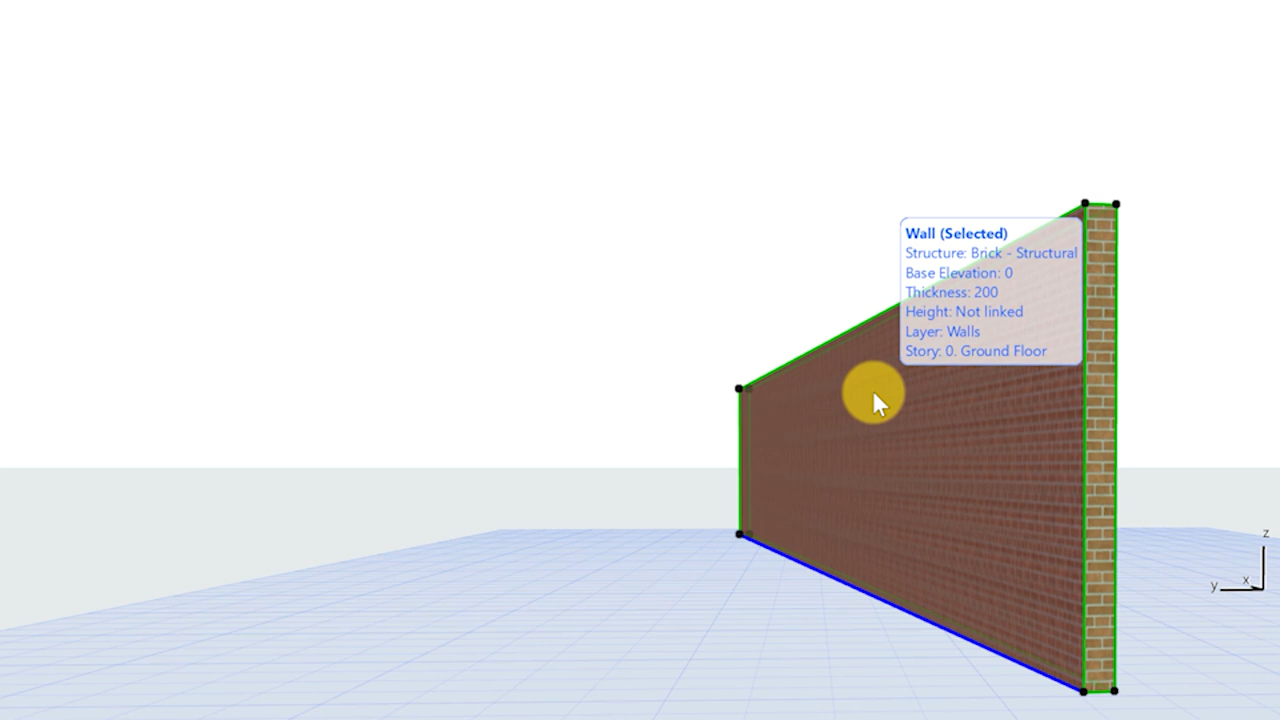 Wall (Selected)
Structure: Brick - Structural
Base Elevation: 0
Thickness: 200
Height: Not linked
Layer: Walls
Story: 0. Ground Floor
z
x
y